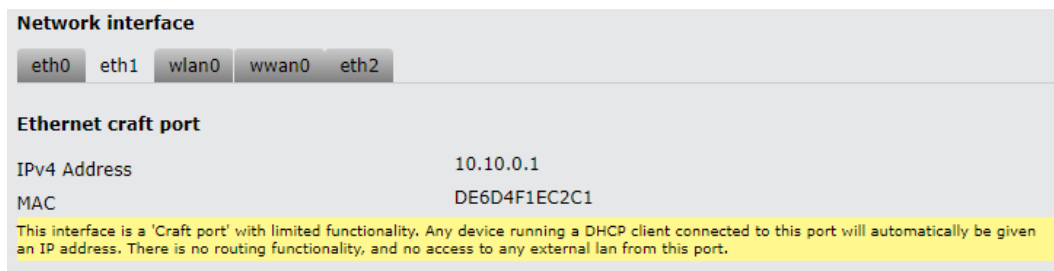 Network interface
eth0 eth1 wlan0 wwan0 eth2
Ethernet craft port
IPv4 Address 10.10.0.1
MAC DE6D4F1EC2C1
This interface is a 'Craft port' with limited functionality. Any device running a DHCP client connected to this port will automatically be given
an IP address. There is no routing functionality, and no access to any external lan from this port.